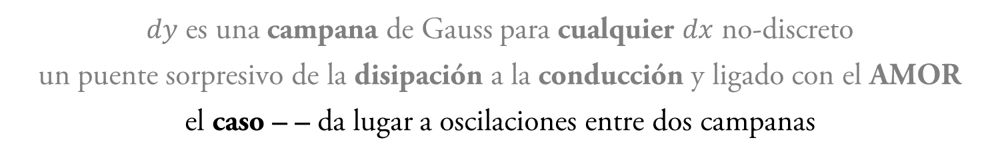 dy es una campana de Gauss para cualquier dx no-discreto
un puente sorpresivo de la disipación a la conducción y ligado con el AMOR
el caso – – da lugar a oscilaciones entre dos campanas